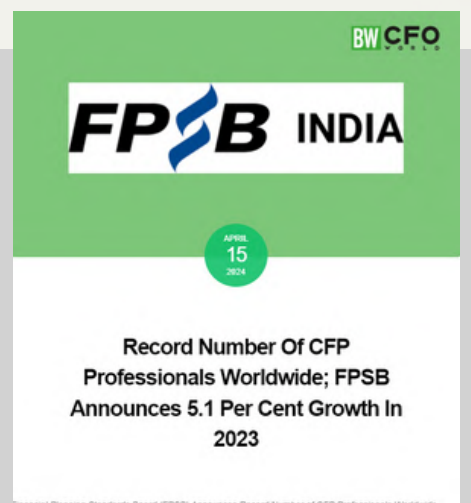 BW CFO
WORLD
FPSB INDIA
APRIL
15
2024
Record Number Of CFP
Professionals Worldwide; FPSB
Announces 5.1 Per Cent Growth In
2023